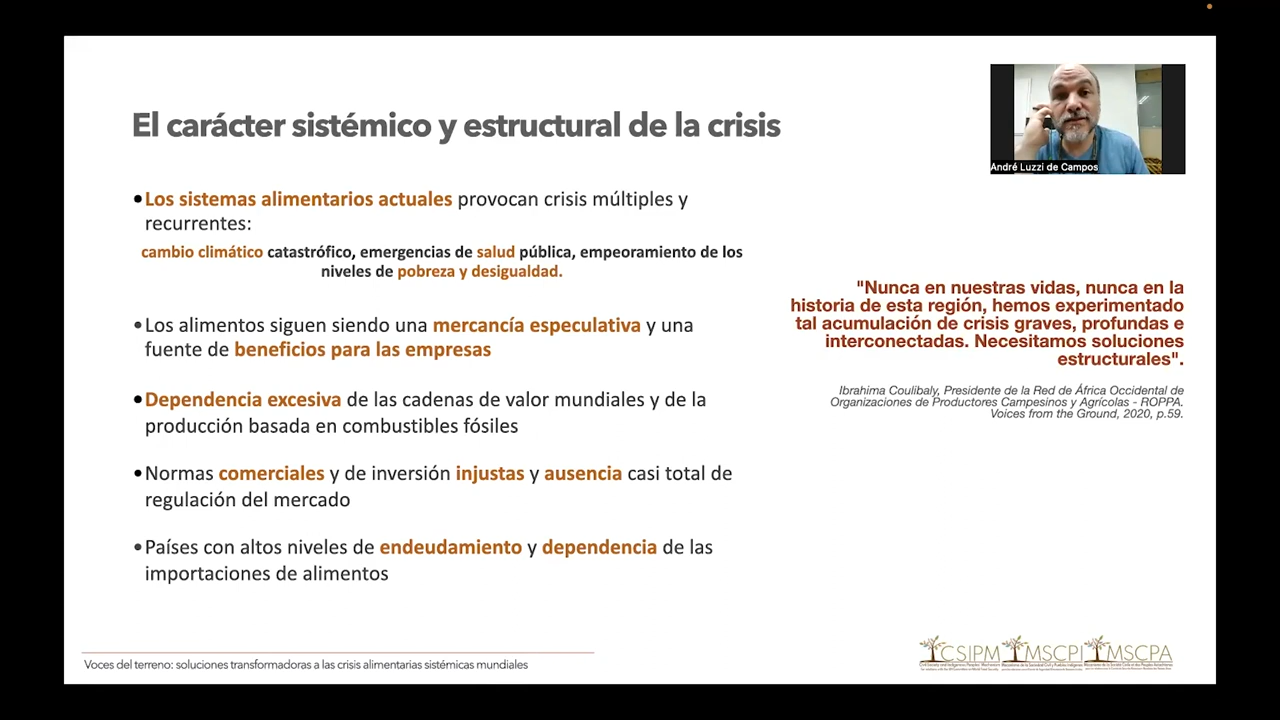 El carácter sistémico y estructural de la crisis
André Luzzi de Campos
•Los sistemas alimentarios actuales provocan crisis múltiples y
recurrentes:
cambio climático catastrófico, emergencias de salud pública, empeoramiento de los
niveles de pobreza y desigualdad.
•Los alimentos siguen siendo una mercancía especulativa y una
fuente de beneficios para las empresas
•Dependencia excesiva de las cadenas de valor mundiales y de la
producción basada en combustibles fósiles
•Normas comerciales y de inversión injustas y ausencia casi total de
regulación del mercado
•Países con altos niveles de endeudamiento y dependencia de las
importaciones de alimentos
"Nunca en nuestras vidas, nunca en la
historia de esta región, hemos experimentado
tal acumulación de crisis graves, profundas e
interconectadas. Necesitamos soluciones
estructurales".
Ibrahima Coulibaly, Presidente de la Red de África Occidental de
Organizaciones de Productores Campesinos y Agrícolas - ROPPA.
Voices from the Ground, 2020, p.59.
Voces del terreno: soluciones transformadoras a las crisis alimentarias sistémicas mundiales
CSIPM MSCPI MSCPA